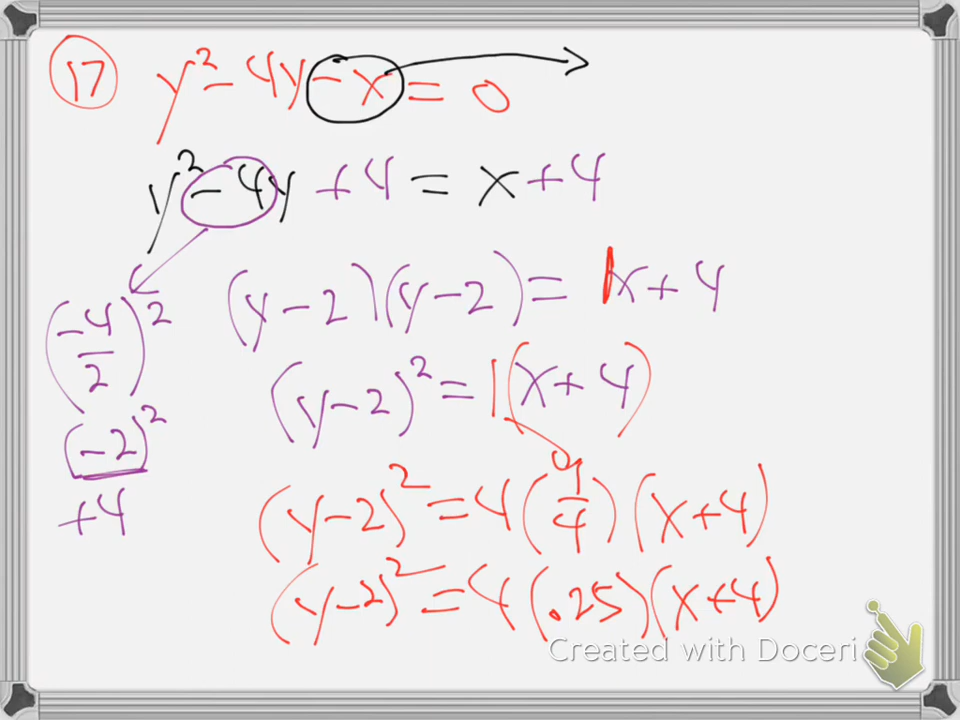 17 y² - 4y - x = 0
y² - 4y + 4 = x + 4
(y - 2)(y - 2) = 1x + 4
(-4/2)²
(y - 2)² = 1(x + 4)
(-2)²
+4
(y - 2)² = 4(1/4)(x + 4)
(y - 2)² = 4(.25)(x + 4)
Created with Doceri